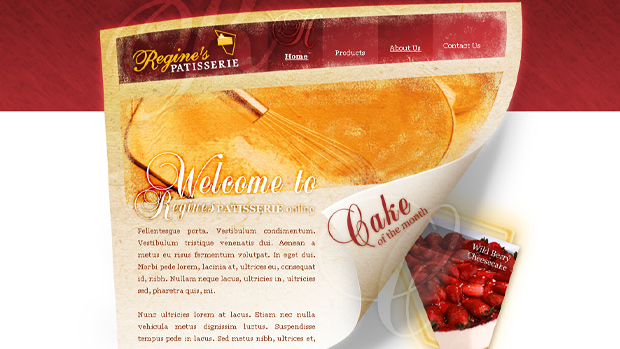 Regine's
PATISSERIE
Home
Products
About Us
Contact Us
Welcome to
Regine's PATISSERIE online
Pellentesque porta. Vestibulum condimentum.
Vestibulum tristique venenatis dui. Aenean a
metus eu risus fermentum volutpat. In eget dui.
Morbi pede lorem, lacinia at, ultrices eu, consequat
id, nibh. Nullam neque lacus, ultricies in, ultricies
sed, pharetra quis, mi.
Nunc ultricies lorem at lacus. Etiam nec nulla
vehicula metus dignissim luctus. Suspendisse
tempus pede in lacus. Sed metus nibh, ultrices et,
Cake
of the month
Wild Berry
Cheesecake